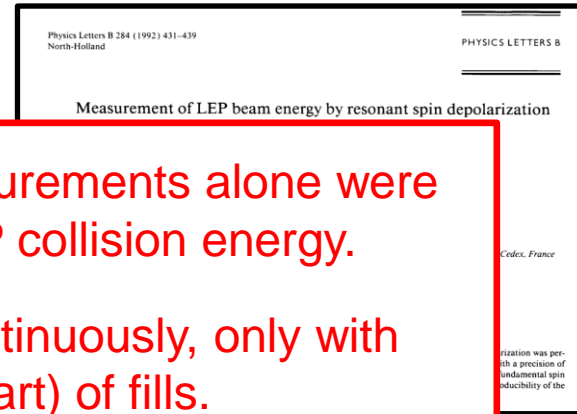 Physics Letters B 284 (1992) 431–439
North-Holland
PHYSICS LETTERS B
Measurement of LEP beam energy by resonant spin depolarization
urements alone were
collision energy.
Cedex, France
tinuously, only with
art) of fills.
rization was per-
ith a precision of
undamental spin
oducibility of the